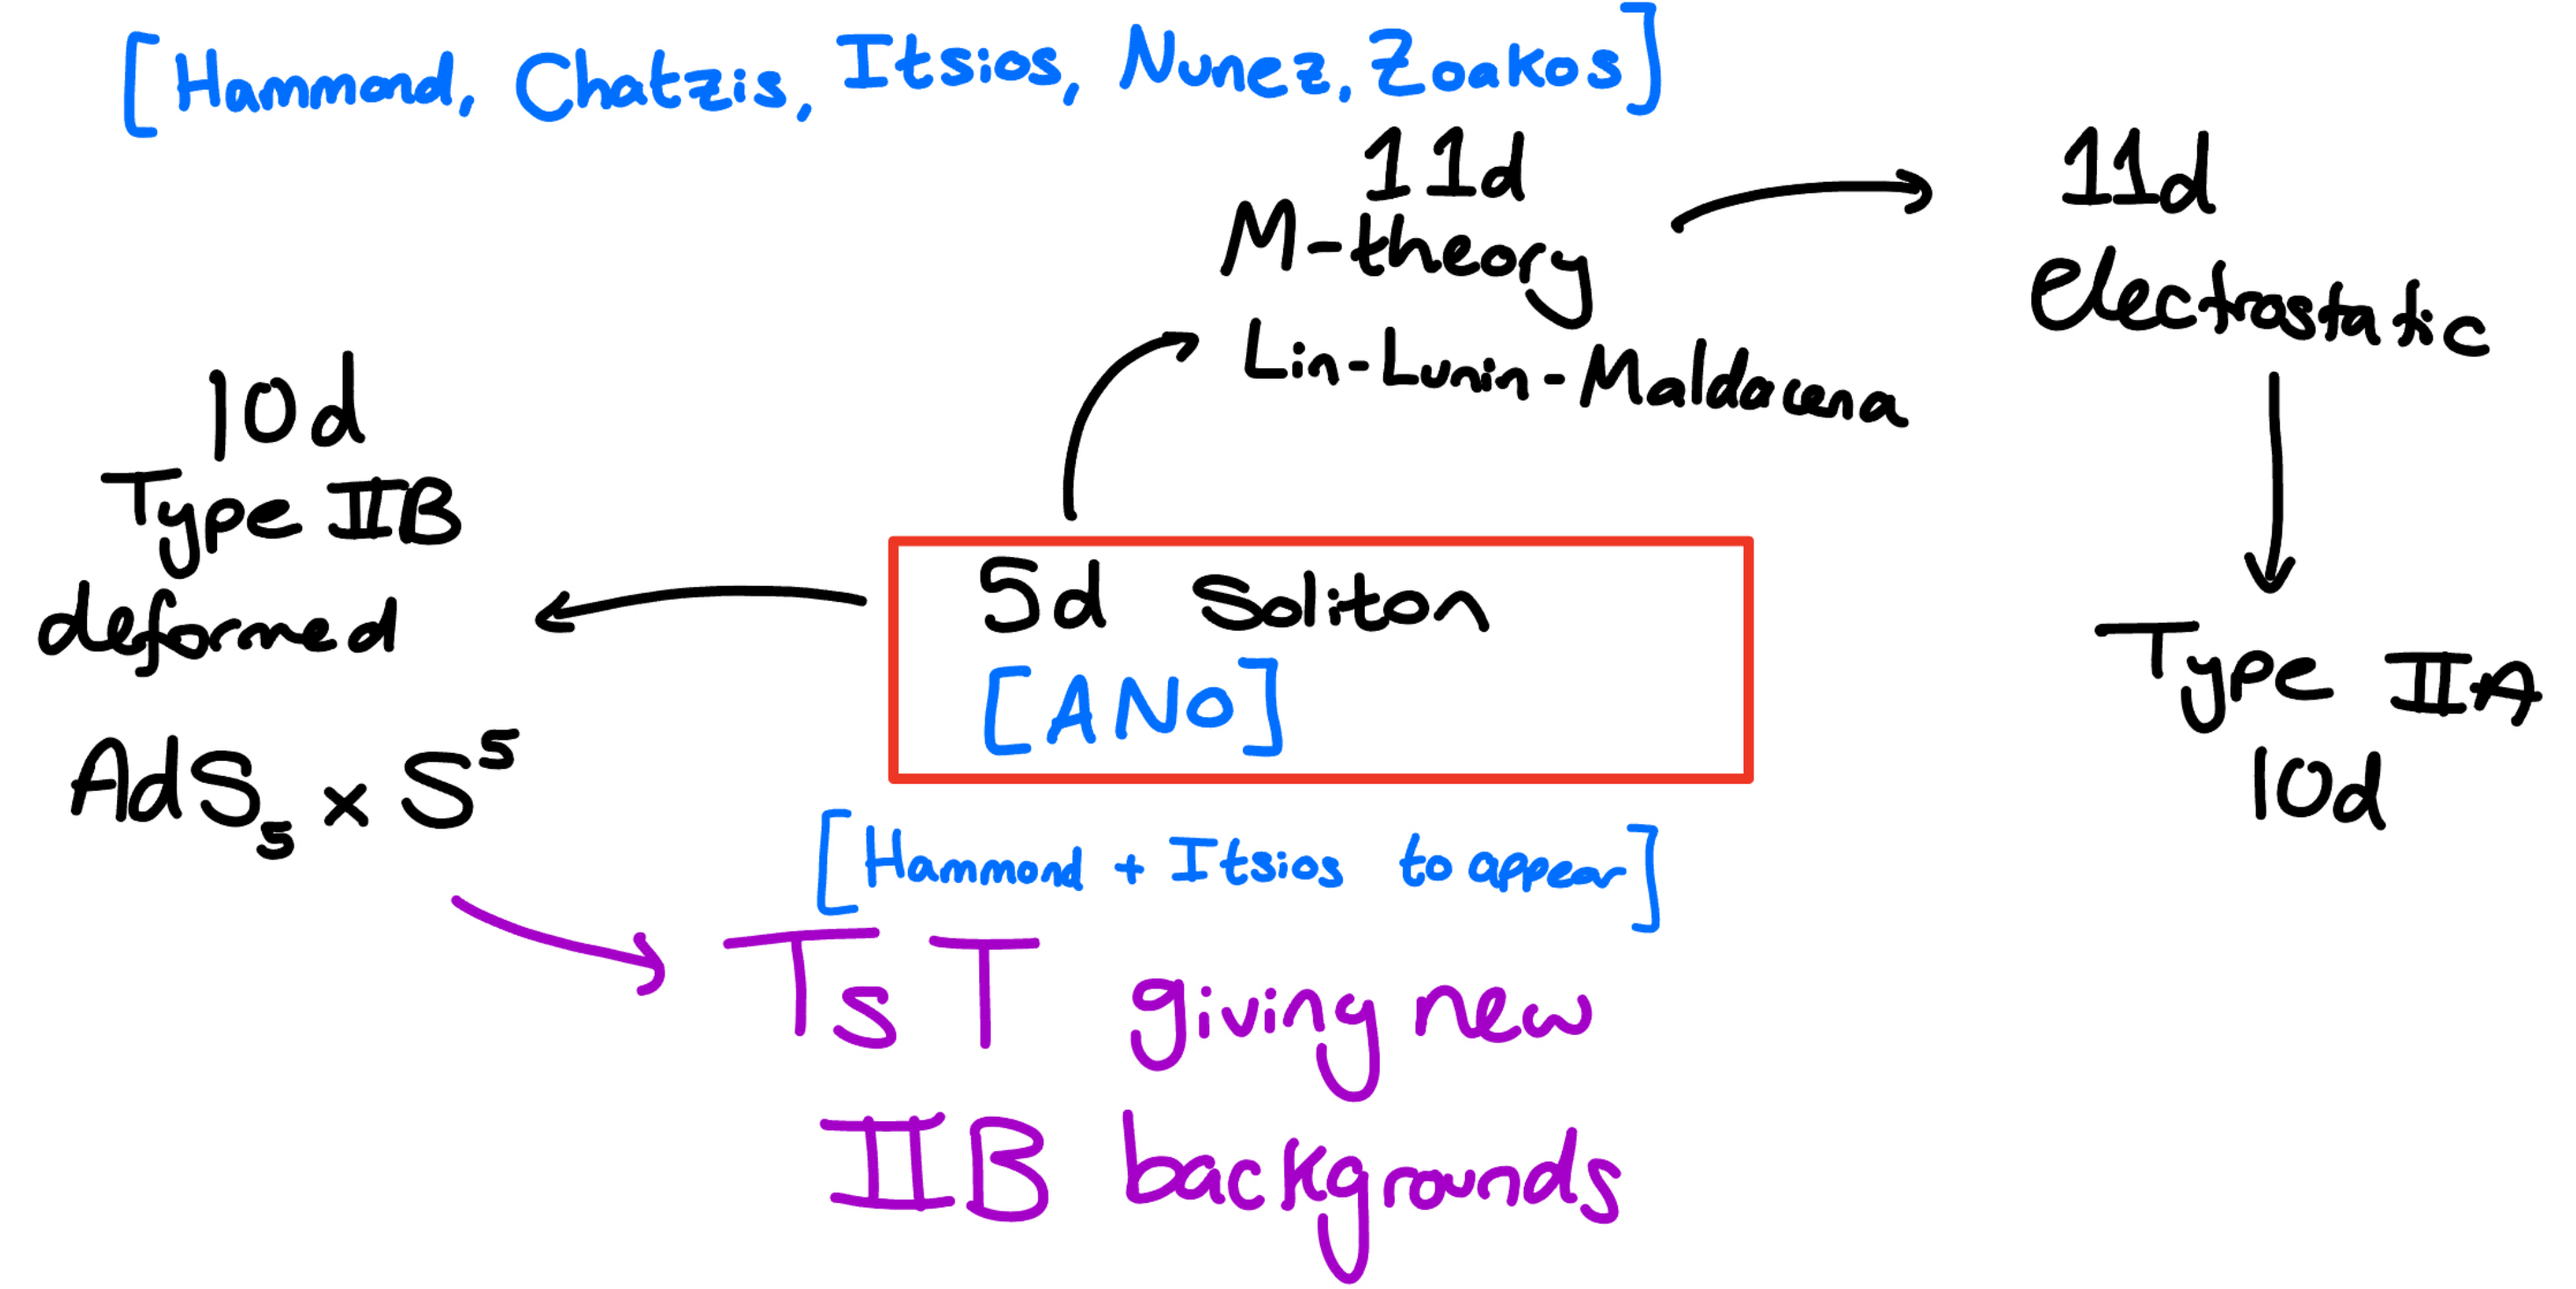 [Hammond, Chatzis, Itsios, Nunez, Zoakos]
11d
M-theory
Lin-Lunin-Maldacena
11d
electrostatic
10d
Type IIB
deformed
AdS₅ × S⁵
5d Soliton
[ANO]
Type IIA
10d
[Hammond + Itsios to appear]
TsT giving new
IIB backgrounds